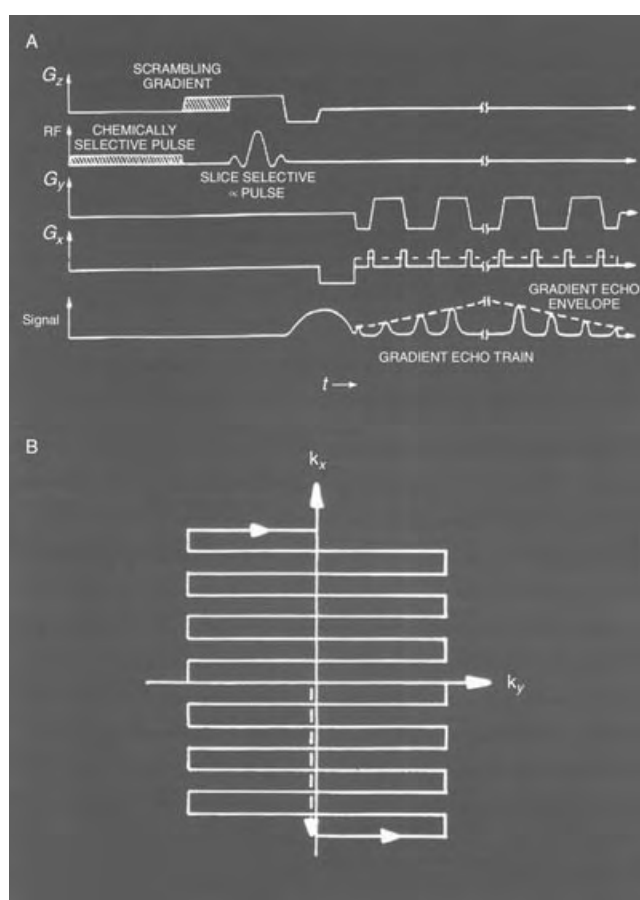 A
SCRAMBLING
GRADIENT
Gz
RF
CHEMICALLY
SELECTIVE PULSE
SLICE SELECTIVE
∝ PULSE
Gy
Gx
Signal
GRADIENT ECHO
ENVELOPE
GRADIENT ECHO TRAIN
t
B
kx
ky